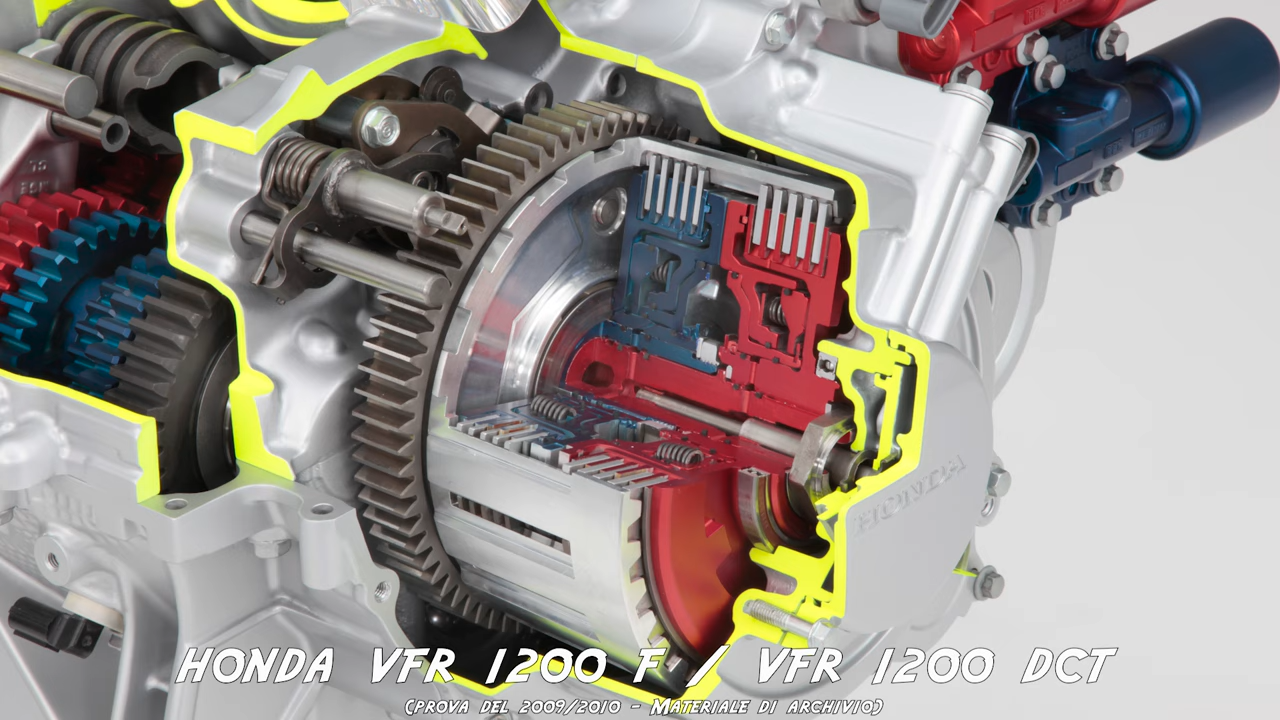 HONDA
HONDA VFR 1200 F / VFR 1200 DCT
(PROVA DEL 2009/2010 - MATERIALE DI ARCHIVIO)